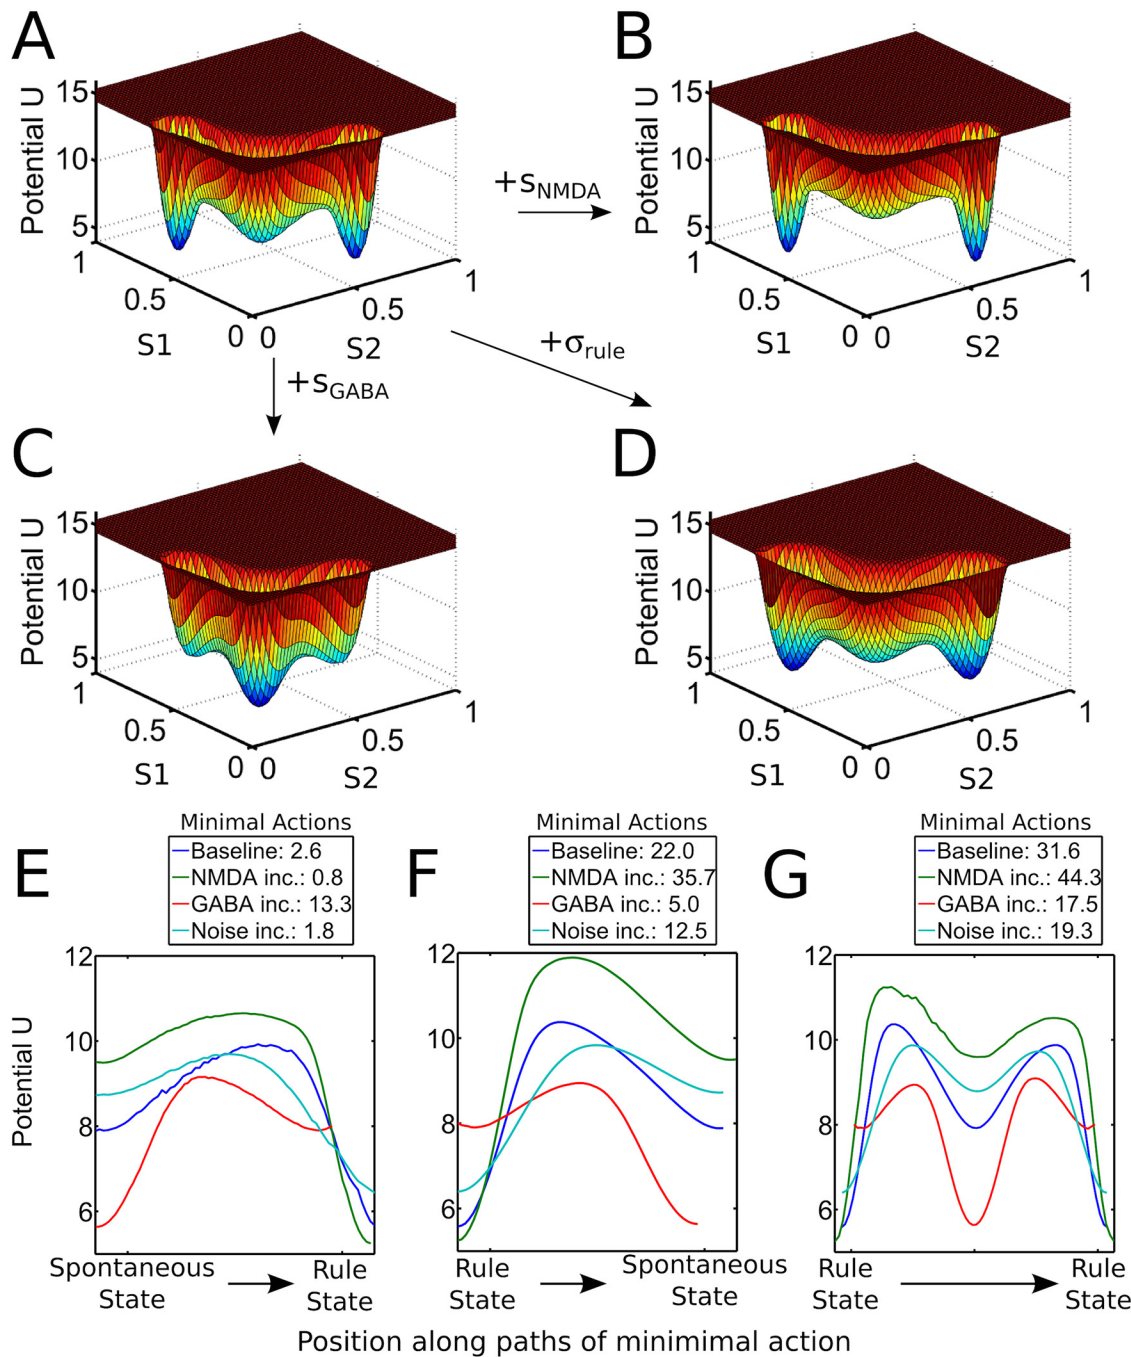 A
B
15
10
5
Potential U
1
0.5
0
S1
0
0.5
1
S2
+sNMDA
15
10
5
Potential U
1
0.5
0
S1
0
0.5
1
S2
+σrule
+sGABA
C
D
15
10
5
Potential U
1
0.5
0
S1
0
0.5
1
S2
15
10
5
Potential U
1
0.5
0
S1
0
0.5
1
S2
E
Minimal Actions
Baseline: 2.6
NMDA inc.: 0.8
GABA inc.: 13.3
Noise inc.: 1.8
12
10
8
6
Potential U
Spontaneous
State
Rule
State
F
Minimal Actions
Baseline: 22.0
NMDA inc.: 35.7
GABA inc.: 5.0
Noise inc.: 12.5
12
10
8
6
Rule
State
Spontaneous
State
G
Minimal Actions
Baseline: 31.6
NMDA inc.: 44.3
GABA inc.: 17.5
Noise inc.: 19.3
12
10
8
6
Rule
State
Rule
State
Position along paths of minimimal action